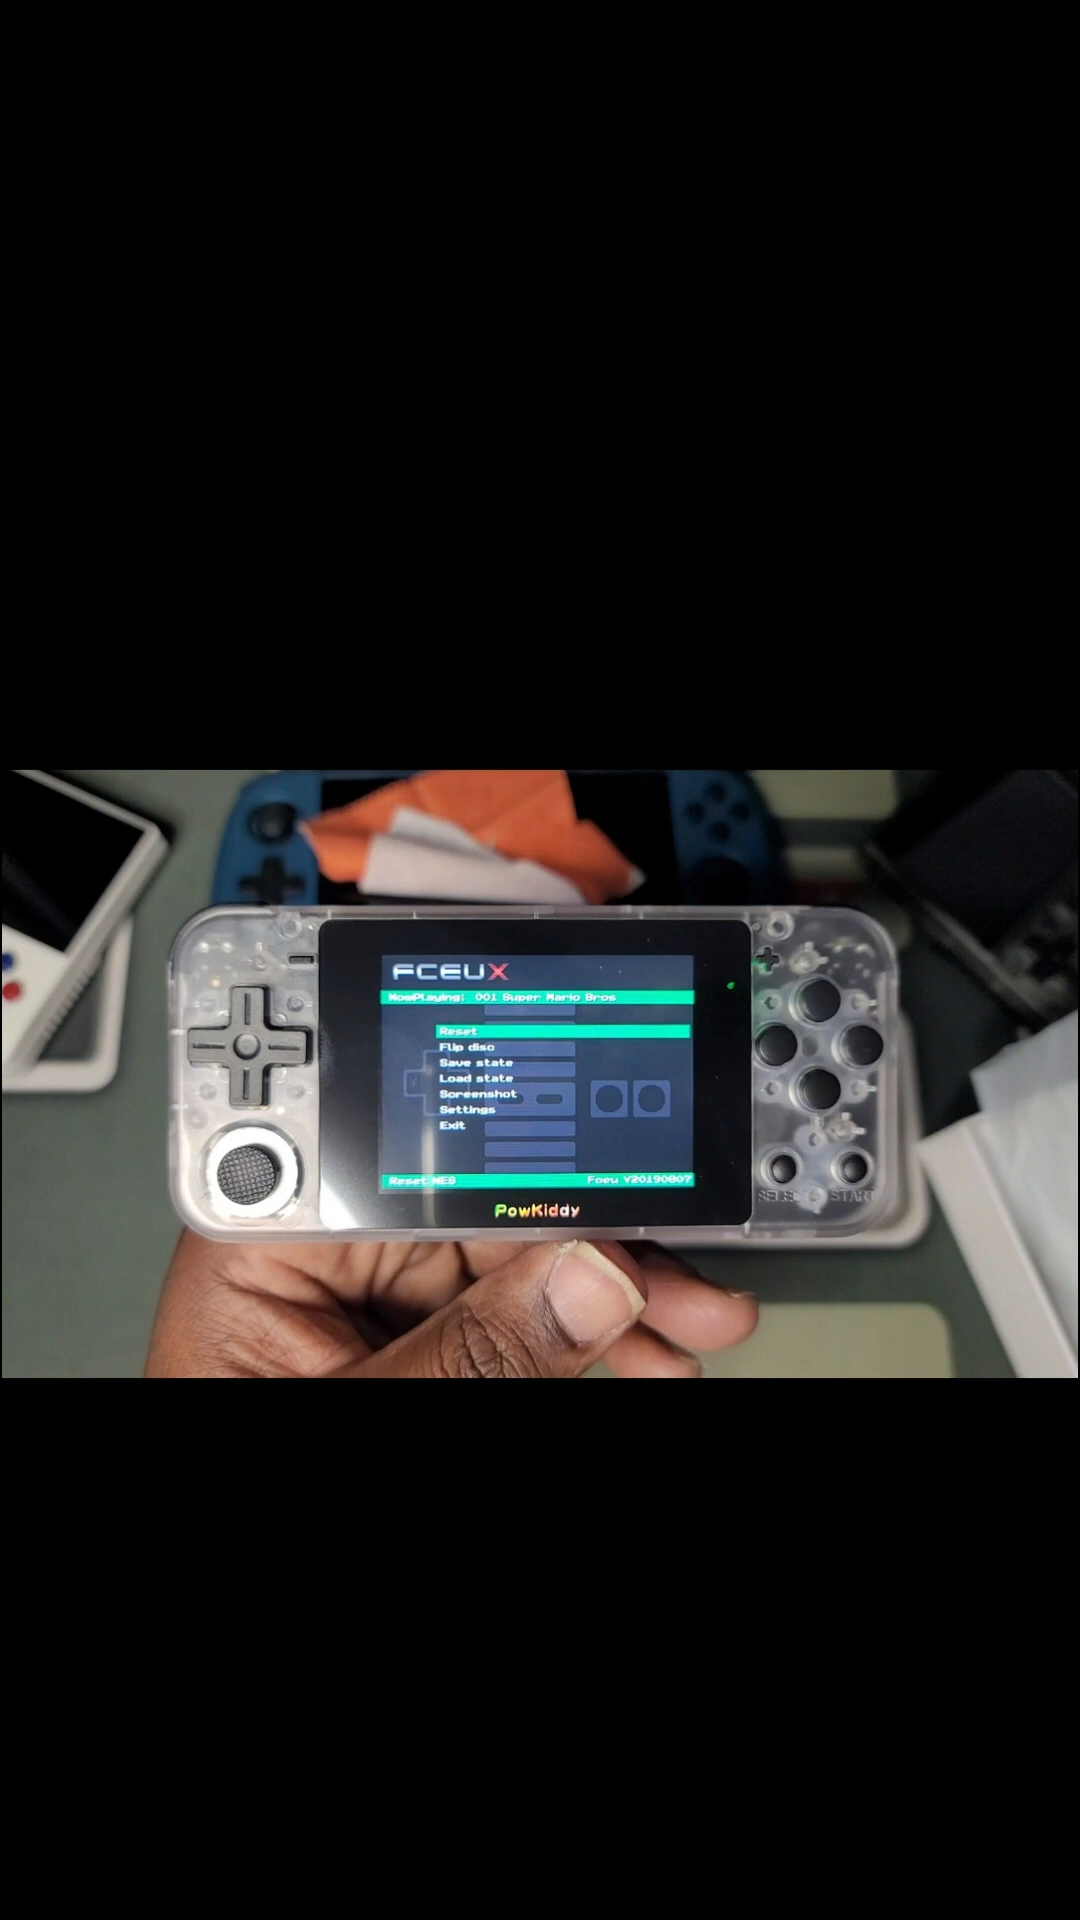 FCEUX
NowPlaying: 001 Super Mario Bros
Reset
Flip disc
Save state
Load state
Screenshot
Settings
Exit
Reset NES Fceu V20190807
PowKiddy
SELECT START